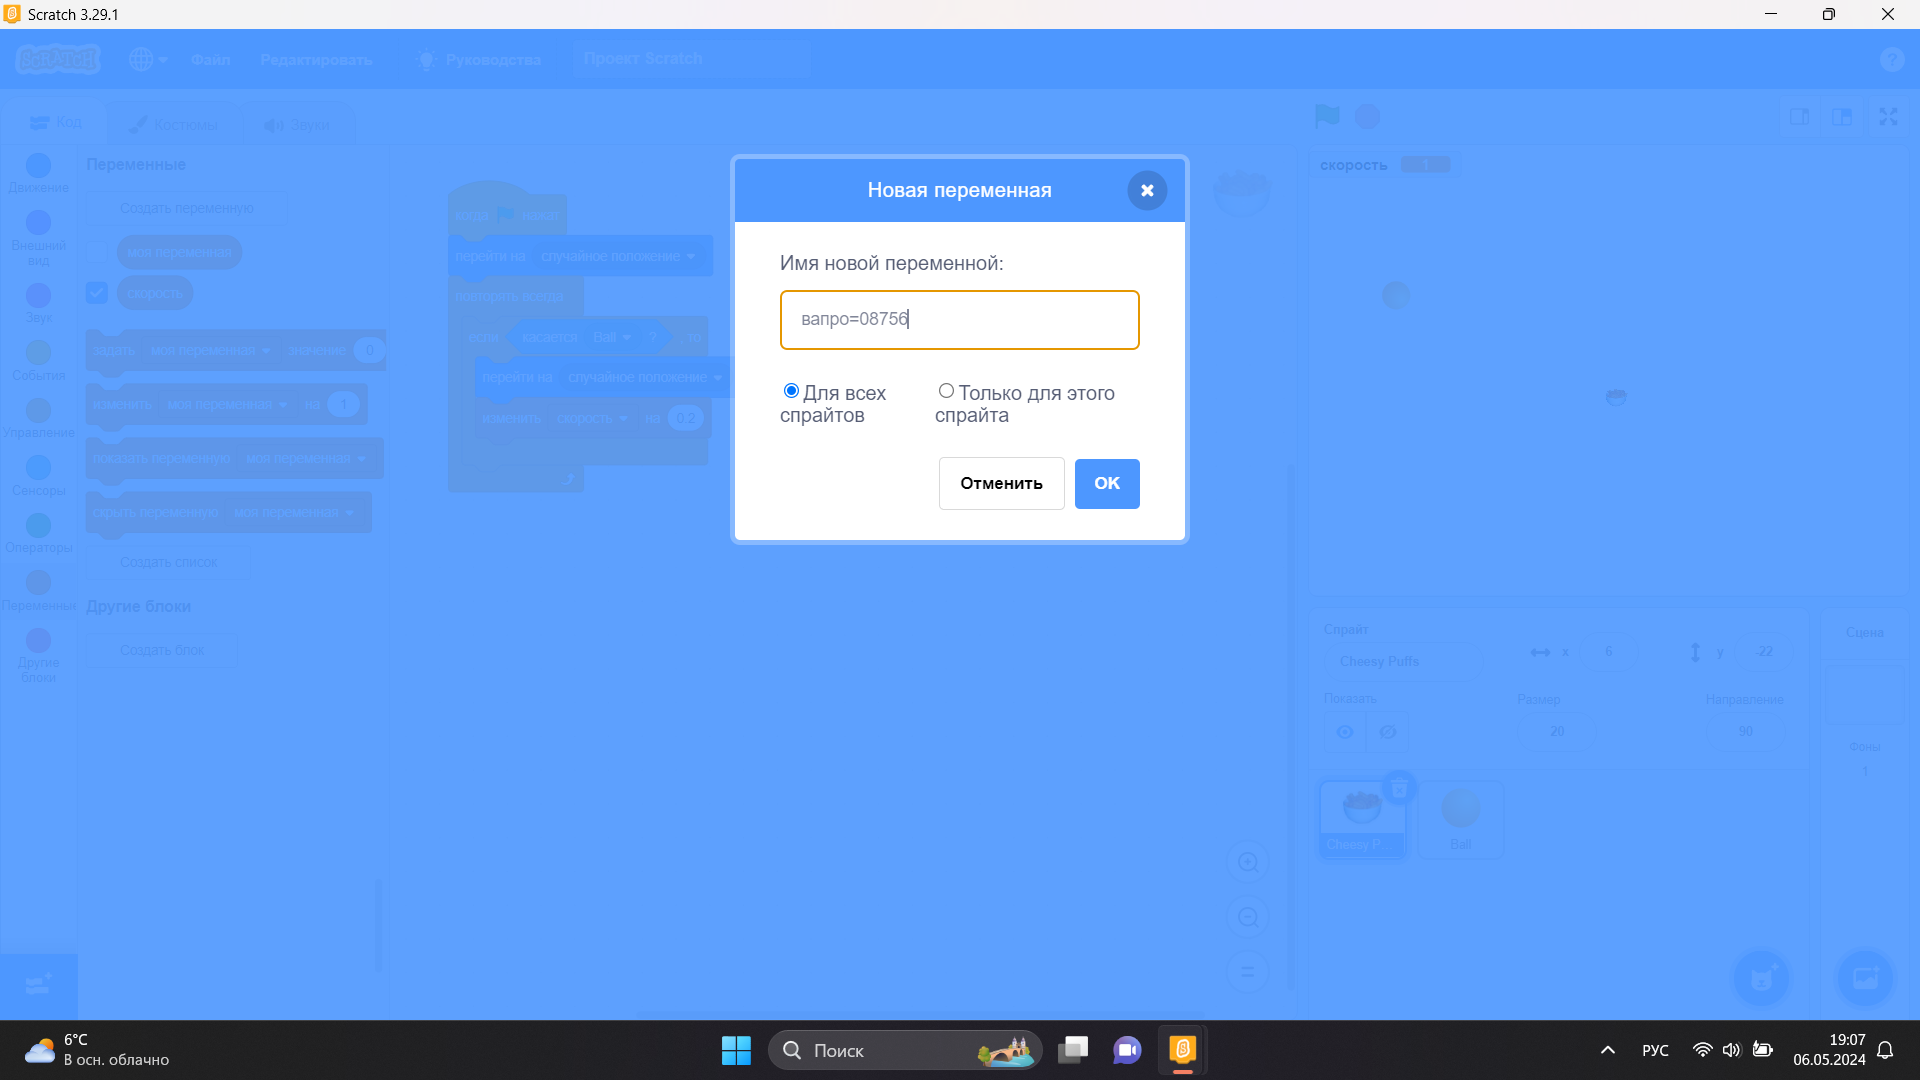 Scratch 3.29.1
SCRATCH
Файл
Редактировать
Руководства
Проект Scratch
?
Код
Костюмы
Звуки
Движение
Внешний
вид
Звук
События
Управление
Сенсоры
Операторы
Переменные
Другие
блоки
Переменные
Создать переменную
моя переменная
скорость
задать моя переменная значение 0
изменить моя переменная на 1
показать переменную моя переменная
скрыть переменную моя переменная
Создать список
Другие блоки
Создать блок
когда нажат
перейти на случайное положение
повторять всегда
если касается Ball ? , то
перейти на случайное положение
изменить скорость на 0.2
Новая переменная
Имя новой переменной:
вапро=08756
Для всех
спрайтов
Только для этого
спрайта
Отменить
ОК
скорость 1
Спрайт
Cheesy Puffs
x 6
y -22
Показать
Размер
20
Направление
90
Cheesy P...
Ball
Сцена
Фоны
1
6°C
В осн. облачно
Поиск
РУС
19:07
06.05.2024